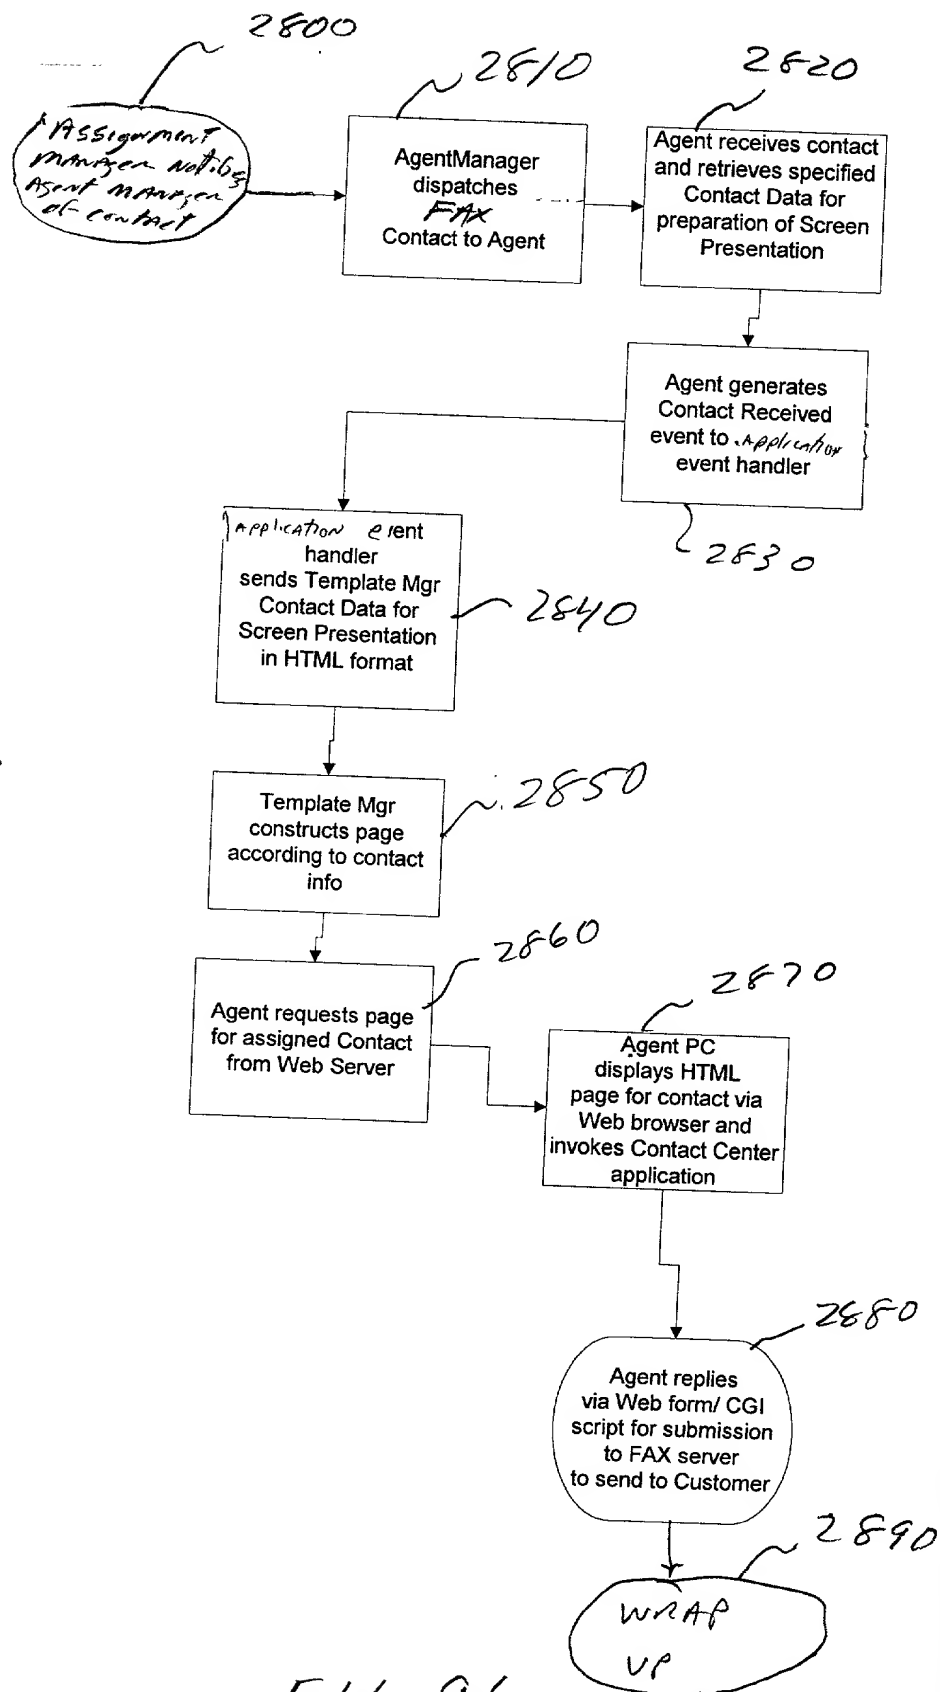 2800
Assignment
Manager Notifies
Agent Manager
of contact
2810
AgentManager
dispatches
FAX
Contact to Agent
2820
Agent receives contact
and retrieves specified
Contact Data for
preparation of Screen
Presentation
Agent generates
Contact Received
event to Application
event handler
2830
Application event
handler
sends Template Mgr
Contact Data for
Screen Presentation
in HTML format
2840
Template Mgr
constructs page
according to contact
info
2850
Agent requests page
for assigned Contact
from Web Server
2860
2870
Agent PC
displays HTML
page for contact via
Web browser and
invokes Contact Center
application
2880
Agent replies
via Web form/ CGI
script for submission
to FAX server
to send to Customer
2890
WRAP
UP